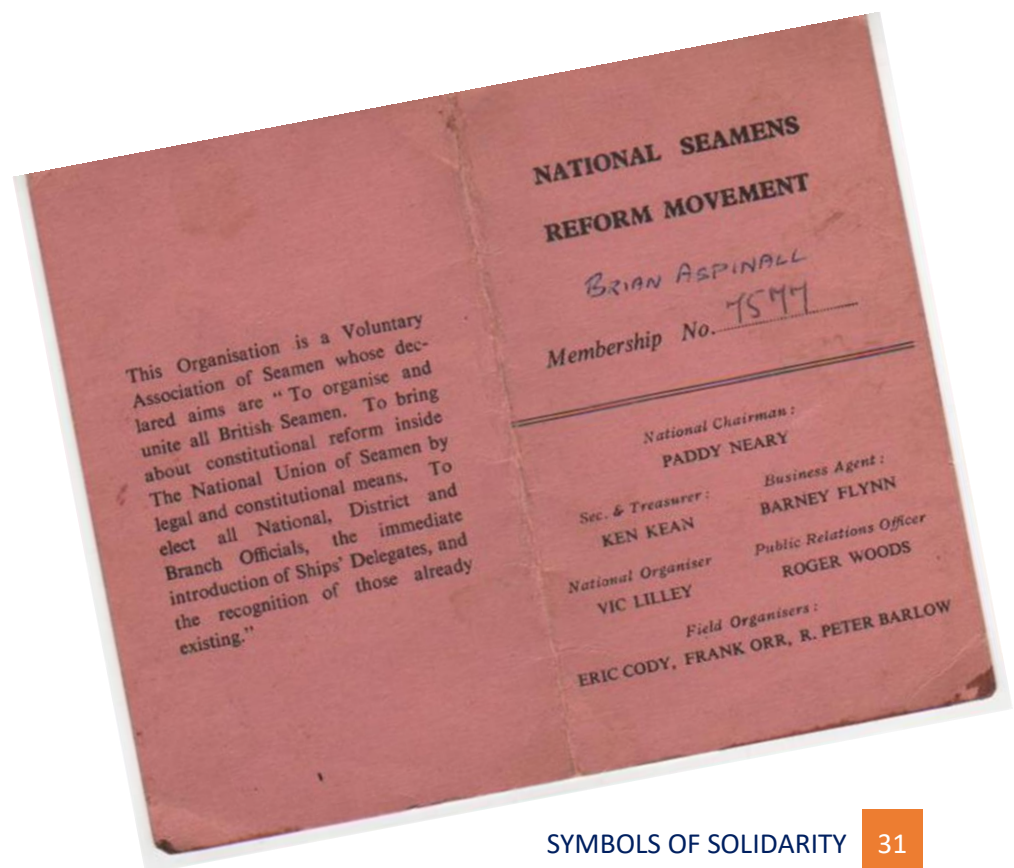 This Organisation is a Voluntary
Association of Seamen whose dec-
lared aims are “ To organise and
unite all British Seamen. To bring
about constitutional reform inside
The National Union of Seamen by
legal and constitutional means. To
elect all National, District and
Branch Officials, the immediate
introduction of Ships' Delegates, and
the recognition of those already
existing.”
NATIONAL SEAMENS
REFORM MOVEMENT
BRIAN ASPINALL
Membership No. 7577
National Chairman :
PADDY NEARY
Sec. & Treasurer :
KEN KEAN
Business Agent :
BARNEY FLYNN
National Organiser
VIC LILLEY
Public Relations Officer
ROGER WOODS
Field Organisers :
ERIC CODY, FRANK ORR, R. PETER BARLOW
SYMBOLS OF SOLIDARITY 31